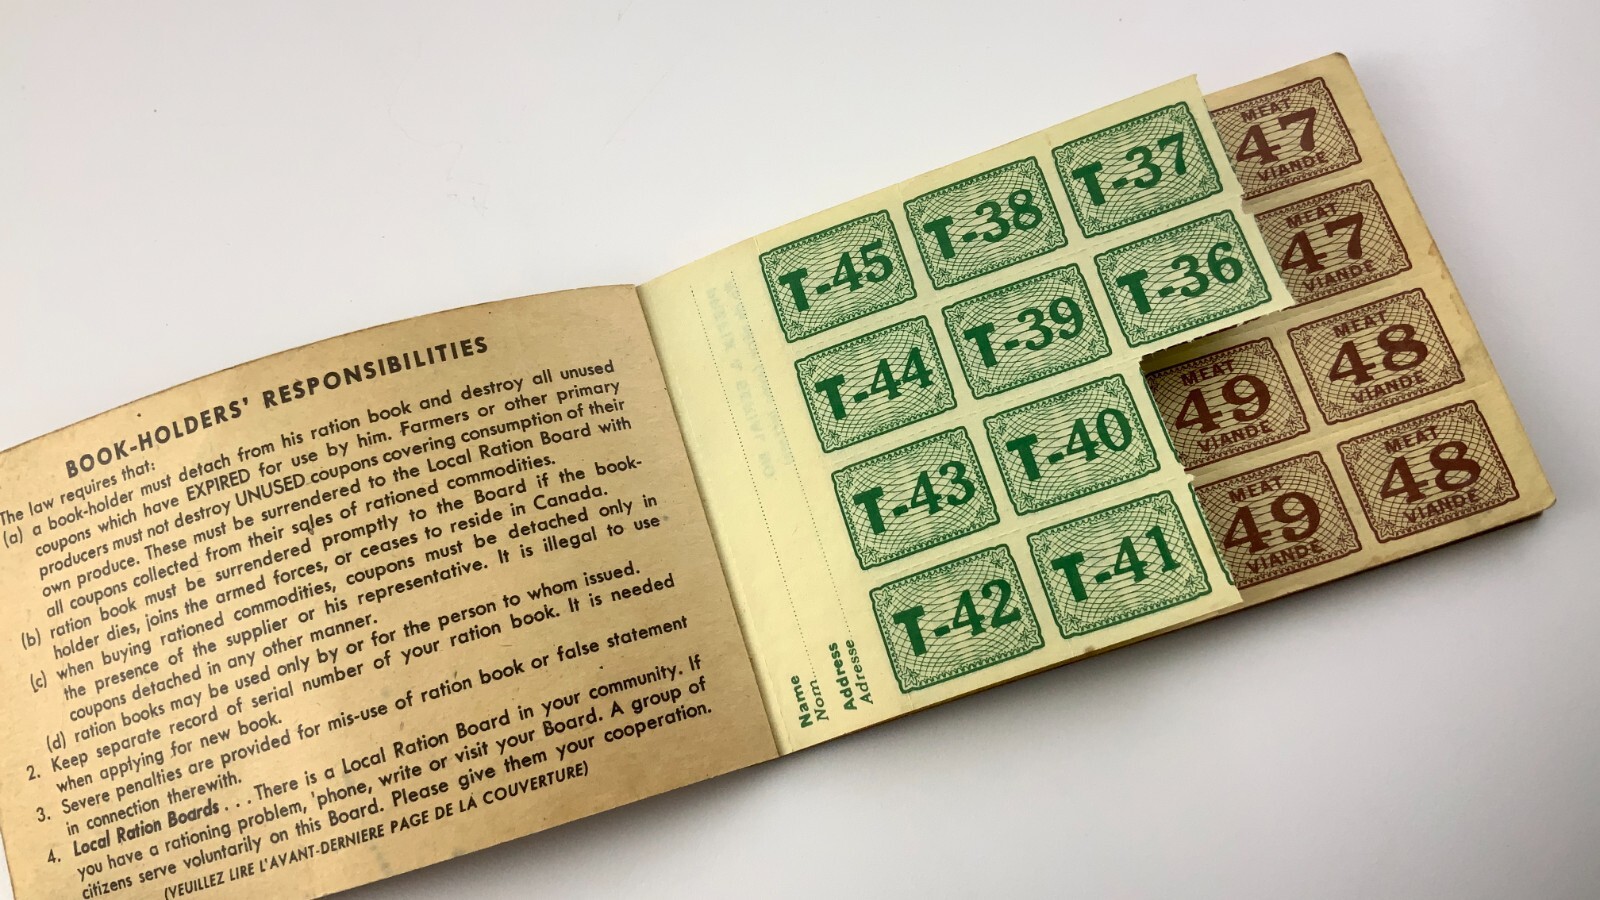 BOOK-HOLDERS' RESPONSIBILITIES
The law requires that:
(a) a book-holder must detach from his ration book and destroy all unused
coupons which have EXPIRED for use by him. Farmers or other primary
producers must not destroy UNUSED coupons covering consumption of their
own produce. These must be surrendered to the Local Ration Board with
all coupons collected from their sales of rationed commodities.
(b) ration book must be surrendered promptly to the Board if the book-
holder dies, joins the armed forces, or ceases to reside in Canada.
(c) when buying rationed commodities, coupons must be detached only in
the presence of the supplier or his representative. It is illegal to use
coupons detached in any other manner.
(d) ration books may be used only by or for the person to whom issued.
2. Keep separate record of serial number of your ration book. It is needed
when applying for new book.
3. Severe penalties are provided for mis-use of ration book or false statement
in connection therewith.
4. Local Ration Boards . . . There is a Local Ration Board in your community. If
you have a rationing problem, 'phone, write or visit your Board. A group of
citizens serve voluntarily on this Board. Please give them your cooperation.
(VEUILLEZ LIRE L'AVANT-DERNIERE PAGE DE LA COUVERTURE)
Name
Nom
Address
Adresse
T-45
T-38
T-37
T-44
T-39
T-36
T-43
T-40
T-42
T-41
MEAT
47
VIANDE
MEAT
47
VIANDE
MEAT
49
VIANDE
MEAT
48
VIANDE
MEAT
49
VIANDE
MEAT
48
VIANDE